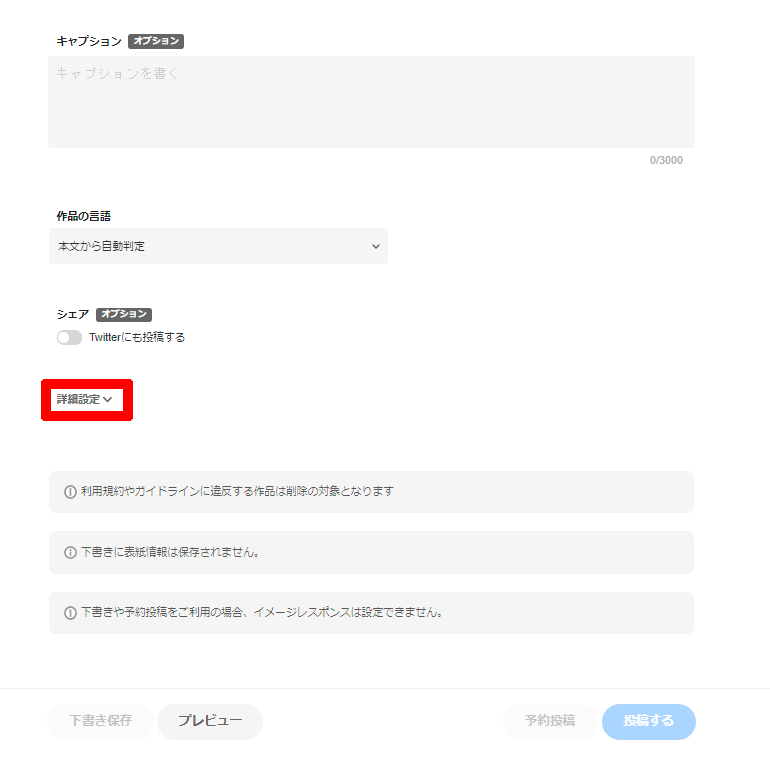 キャプション オプション
キャプションを書く
0/3000
作品の言語
本文から自動判定
シェア オプション
Twitterにも投稿する
詳細設定
利用規約やガイドラインに違反する作品は削除の対象となります
下書きに表紙情報は保存されません。
下書きや予約投稿をご利用の場合、イメージレスポンスは設定できません。
下書き保存 プレビュー 予約投稿 投稿する